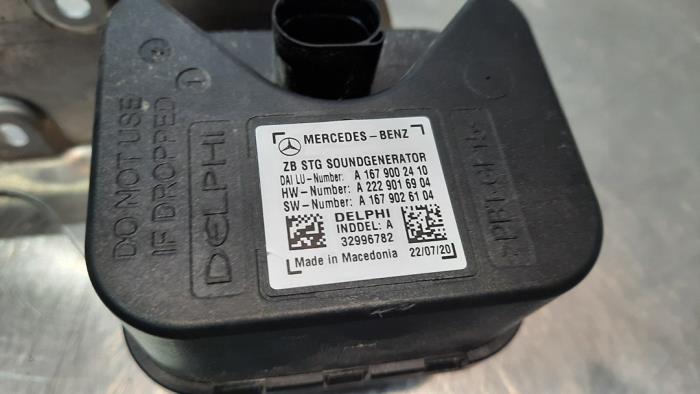 DO NOT USE
IF DROPPED
2
1
DELPHI
MERCEDES-BENZ
ZB STG SOUNDGENERATOR
DAI LU-Number: A 167 900 24 10
HW-Number: A 222 901 69 04
SW-Number: A 167 902 61 04
DELPHI
INDDEL: A
32996782
Made in Macedonia 22/07/20